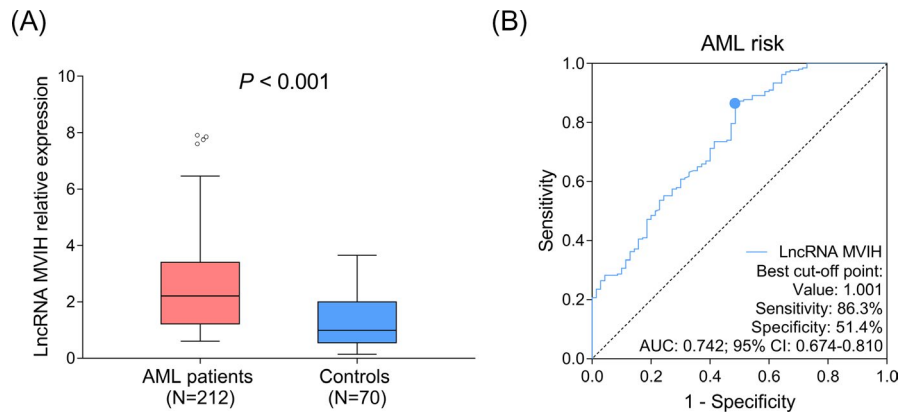 (A)
LncRNA MVIH relative expression
10
8
6
4
2
0
P < 0.001
AML patients
(N=212)
Controls
(N=70)
(B)
AML risk
Sensitivity
1.0
0.8
0.6
0.4
0.2
0.0
LncRNA MVIH
Best cut-off point:
Value: 1.001
Sensitivity: 86.3%
Specificity: 51.4%
AUC: 0.742; 95% CI: 0.674-0.810
0.0 0.2 0.4 0.6 0.8 1.0
1 - Specificity